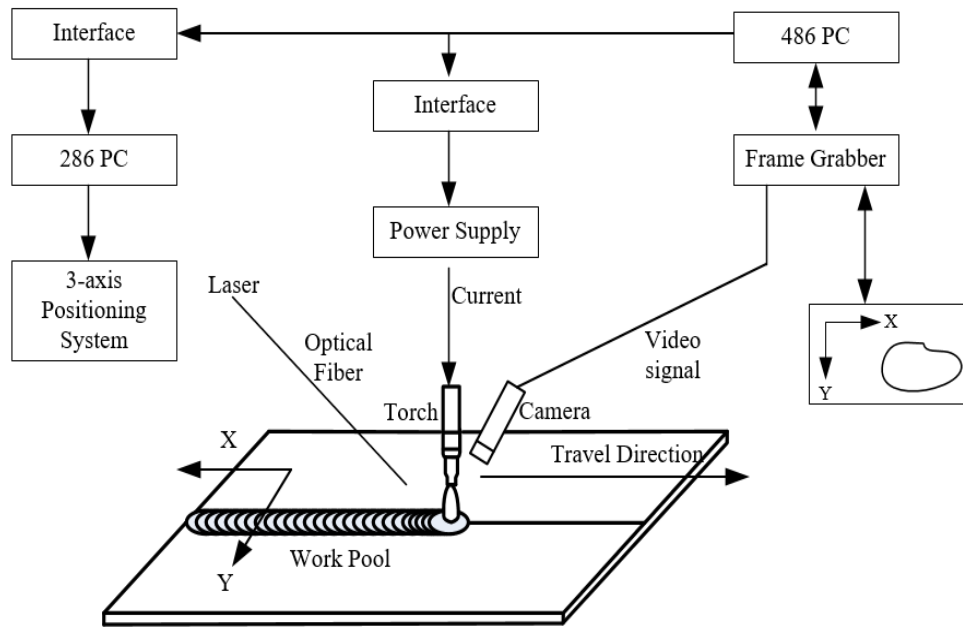 Interface
486 PC
Interface
286 PC
Frame Grabber
Power Supply
3-axis
Positioning
System
Laser
Current
Optical
Fiber
Video
signal
X
Y
Torch
Camera
X
Travel Direction
Work Pool
Y